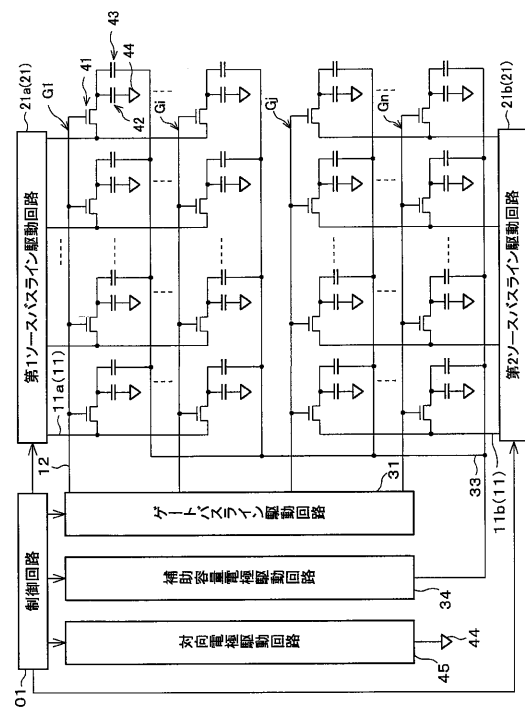 01
制御回路
第1ソースバスライン駆動回路
21a(21)
12
11a(11)
G1
41
43
42
44
Gi
Gj
Gn
ゲートバスライン駆動回路
31
補助容量電極駆動回路
34
対向電極駆動回路
45
44
33
11b(11)
第2ソースバスライン駆動回路
21b(21)